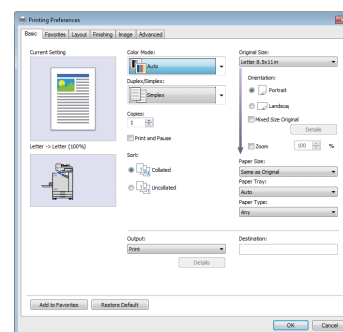 Printing Preferences
Basic Favorites Layout Finishing Image Advanced
Current Setting
Letter -> Letter (100%)
Color Mode:
Auto
Duplex/Simplex:
Simplex
Copies:
1
Print and Pause
Sort:
Collated
Uncollated
Output:
Print
Details
Original Size:
Letter 8.5x11in
Orientation:
Portrait
Landscap
Mixed Size Original
Details
Zoom 100 %
Paper Size:
Same as Original
Paper Tray:
Auto
Paper Type:
Any
Destination:
Add to Favorites Restore Default
OK Cancel